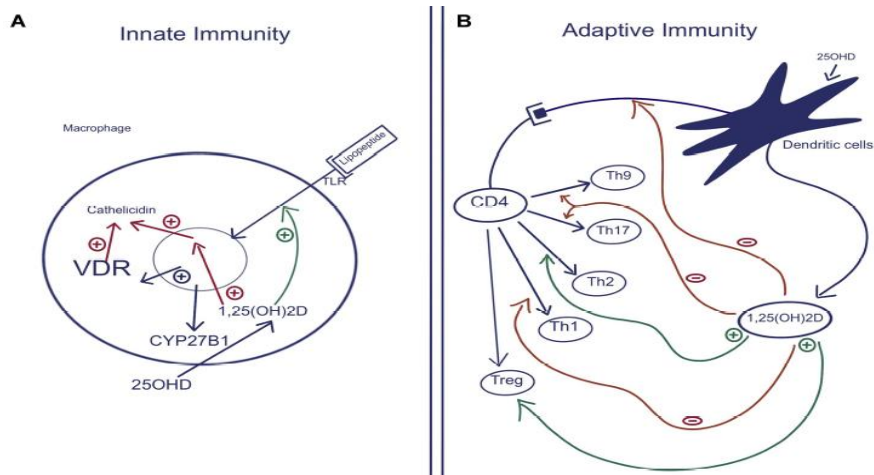 A
Innate Immunity
Macrophage
Lipopeptide
TLR
Cathelicidin
+
+
+
+
VDR
+
1,25(OH)2D
CYP27B1
25OHD
B
Adaptive Immunity
25OHD
Dendritic cells
Th9
CD4
Th17
Th2
1,25(OH)2D
Th1
Treg
−
−
+
+
−